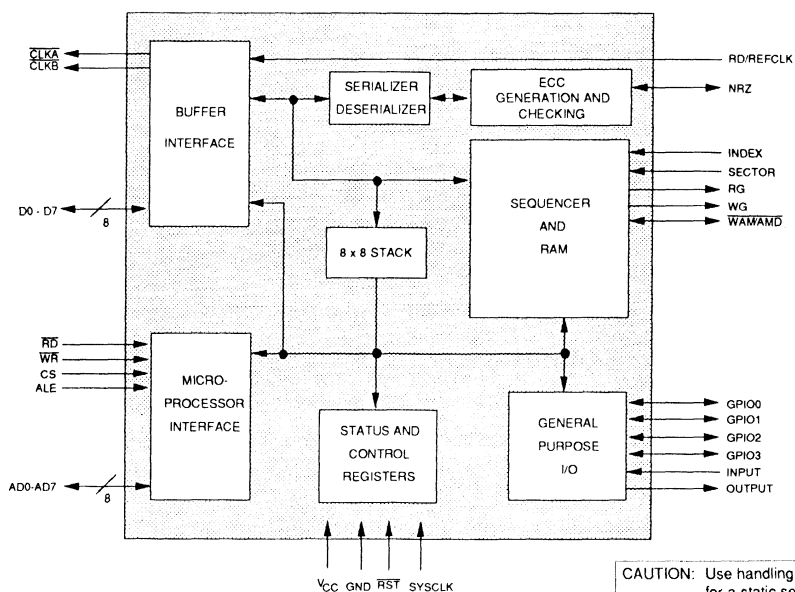 CLKA
CLKB
D0 - D7
8
RD
WR
CS
ALE
AD0-AD7
8
BUFFER
INTERFACE
SERIALIZER
DESERIALIZER
ECC
GENERATION AND
CHECKING
SEQUENCER
AND
RAM
8 x 8 STACK
MICRO-
PROCESSOR
INTERFACE
STATUS AND
CONTROL
REGISTERS
GENERAL
PURPOSE
I/O
RD/REFCLK
NRZ
INDEX
SECTOR
RG
WG
WAM/AMD
GPIO0
GPIO1
GPIO2
GPIO3
INPUT
OUTPUT
VCC GND RST SYSCLK
CAUTION: Use handling
for a static